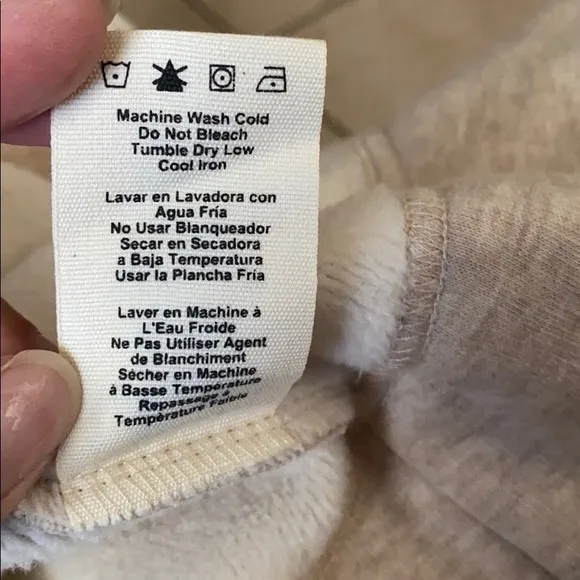 Machine Wash Cold
Do Not Bleach
Tumble Dry Low
Cool Iron
Lavar en Lavadora con
Agua Fría
No Usar Blanqueador
Secar en Secadora
a Baja Temperatura
Usar la Plancha Fría
Laver en Machine à
L'Eau Froide
Ne Pas Utiliser Agent
de Blanchiment
Sécher en Machine
à Basse Température
Repassage à
Température Faible